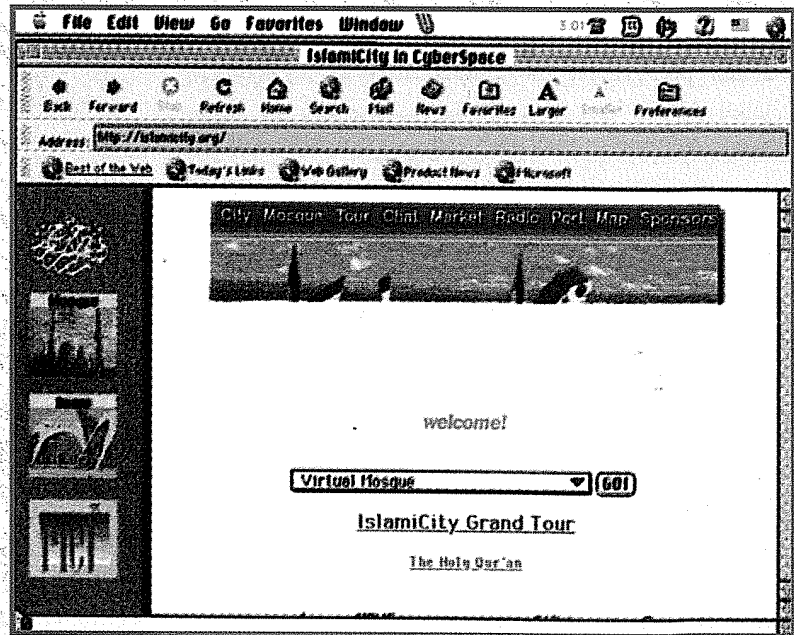 File Edit View Go Favorites Window
IslamiCity in CyberSpace
Back Forward Stop Refresh Home Search Mail News Favorites Larger Smaller Preferences
Address: http://islamicity.org/
Best of the Web Today's Links Web Gallery Product News Microsoft
City Mosque Tour Chat Market Radio Port Map Sponsors
Mosque
welcome!
Virtual Mosque GO!
IslamiCity Grand Tour
The Holy Qur'an